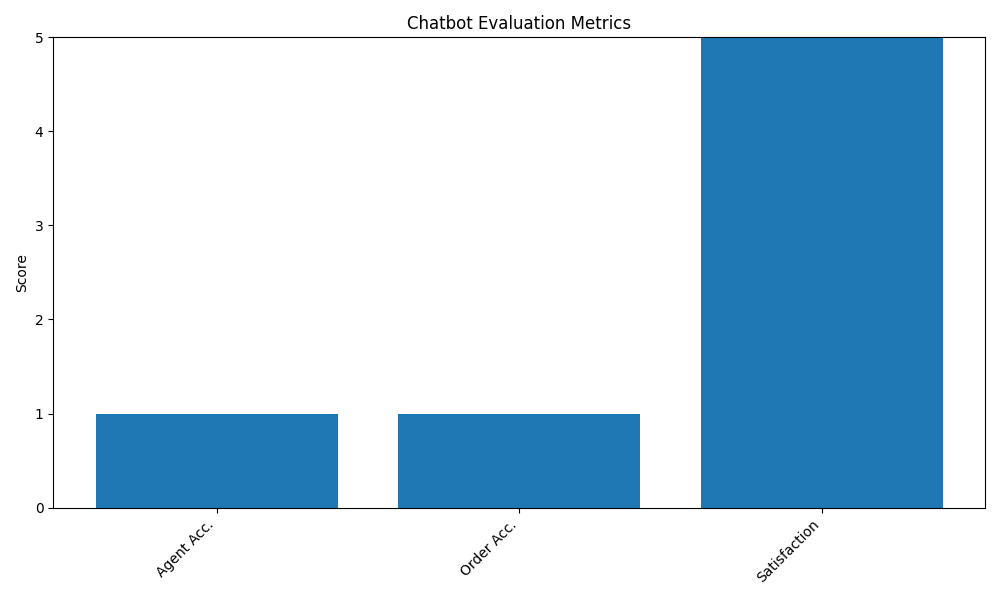 Chatbot Evaluation Metrics
5
4
3
2
1
0
Score
Agent Acc.
Order Acc.
Satisfaction